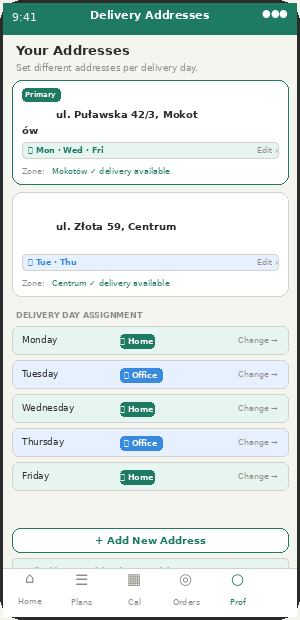 9:41
Delivery Addresses
Your Addresses
Set different addresses per delivery day.
Primary
ul. Puławska 42/3, Mokot
ów
Mon · Wed · Fri
Edit ›
Zone: Mokotów ✓ delivery available
ul. Złota 59, Centrum
Tue · Thu
Edit ›
Zone: Centrum ✓ delivery available
DELIVERY DAY ASSIGNMENT
Monday Home Change →
Tuesday Office Change →
Wednesday Home Change →
Thursday Office Change →
Friday Home Change →
+ Add New Address
Home Plans Cal Orders Prof